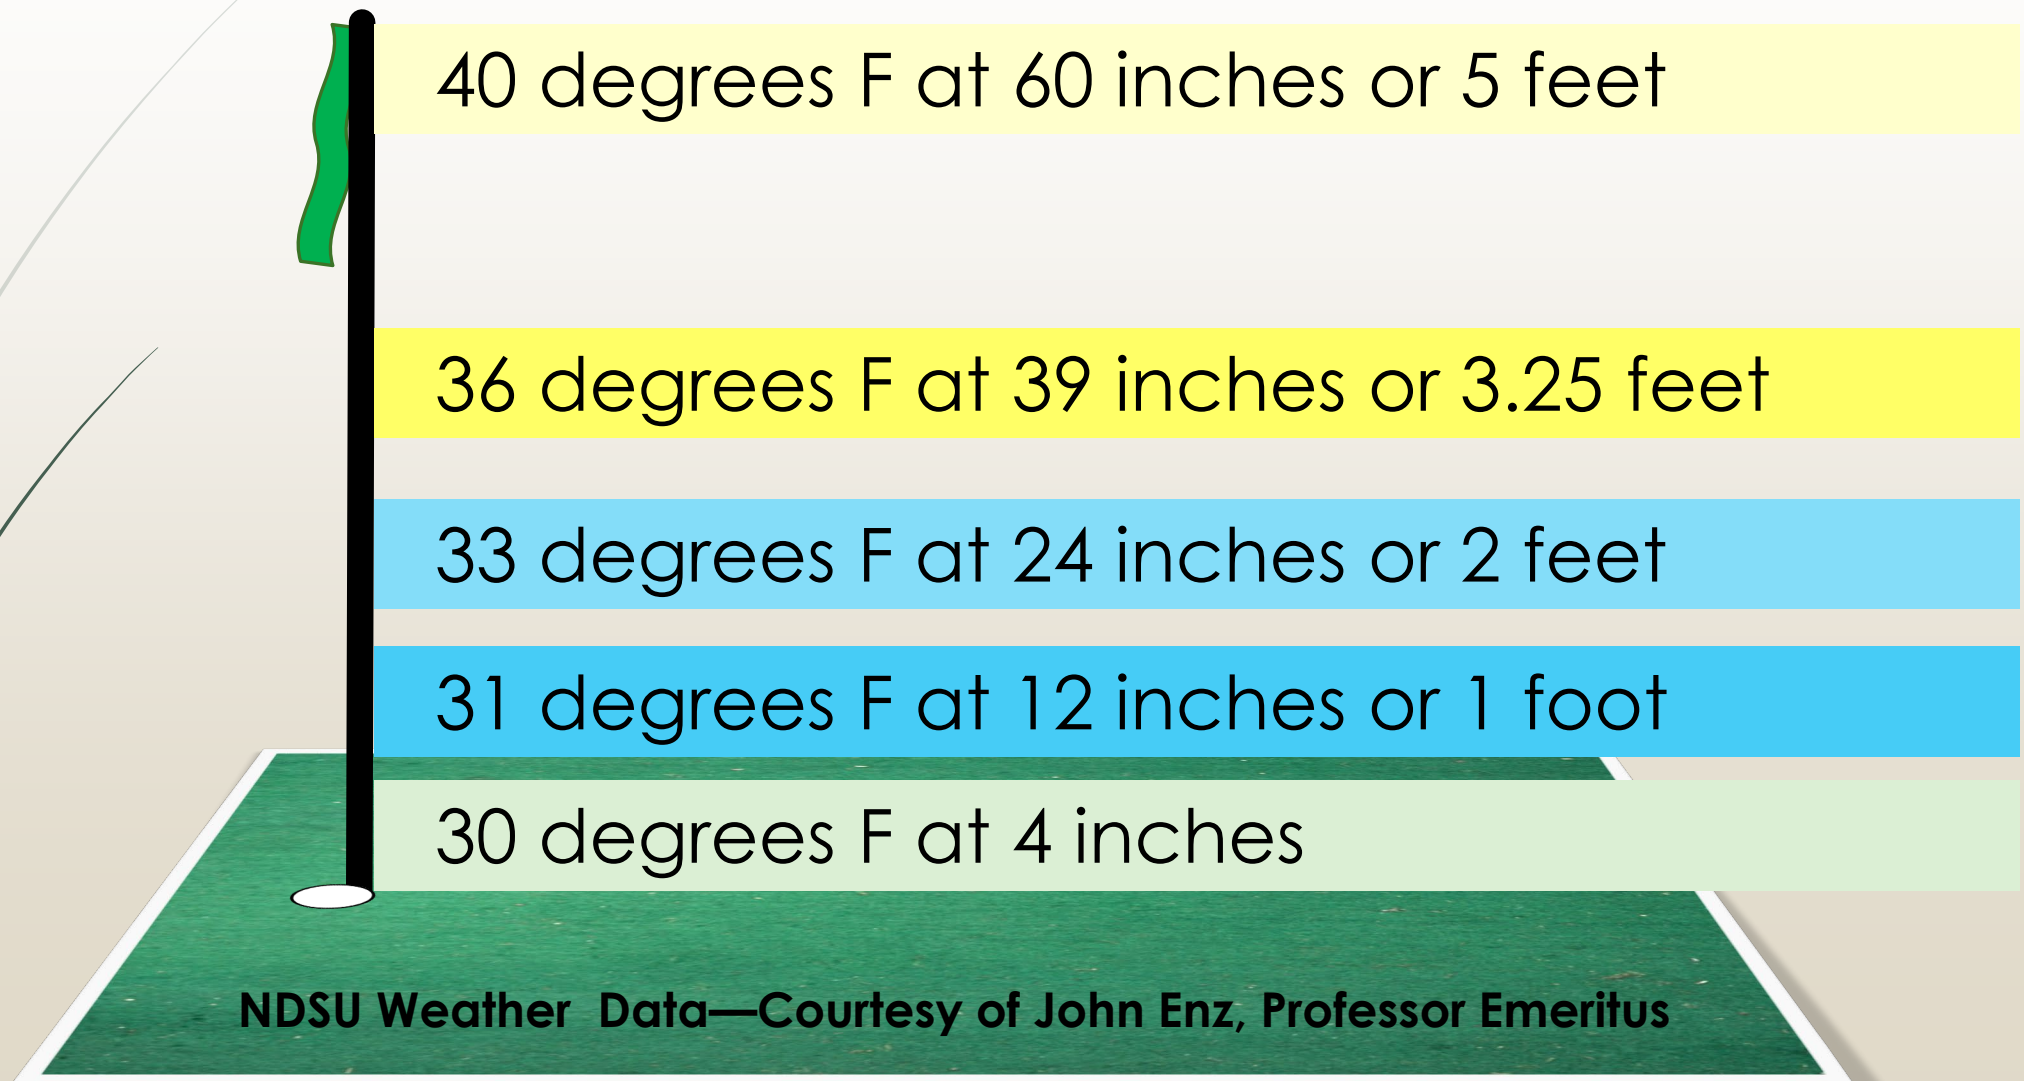 40 degrees F at 60 inches or 5 feet
36 degrees F at 39 inches or 3.25 feet
33 degrees F at 24 inches or 2 feet
31 degrees F at 12 inches or 1 foot
30 degrees F at 4 inches
NDSU Weather  Data—Courtesy of John Enz, Professor Emeritus